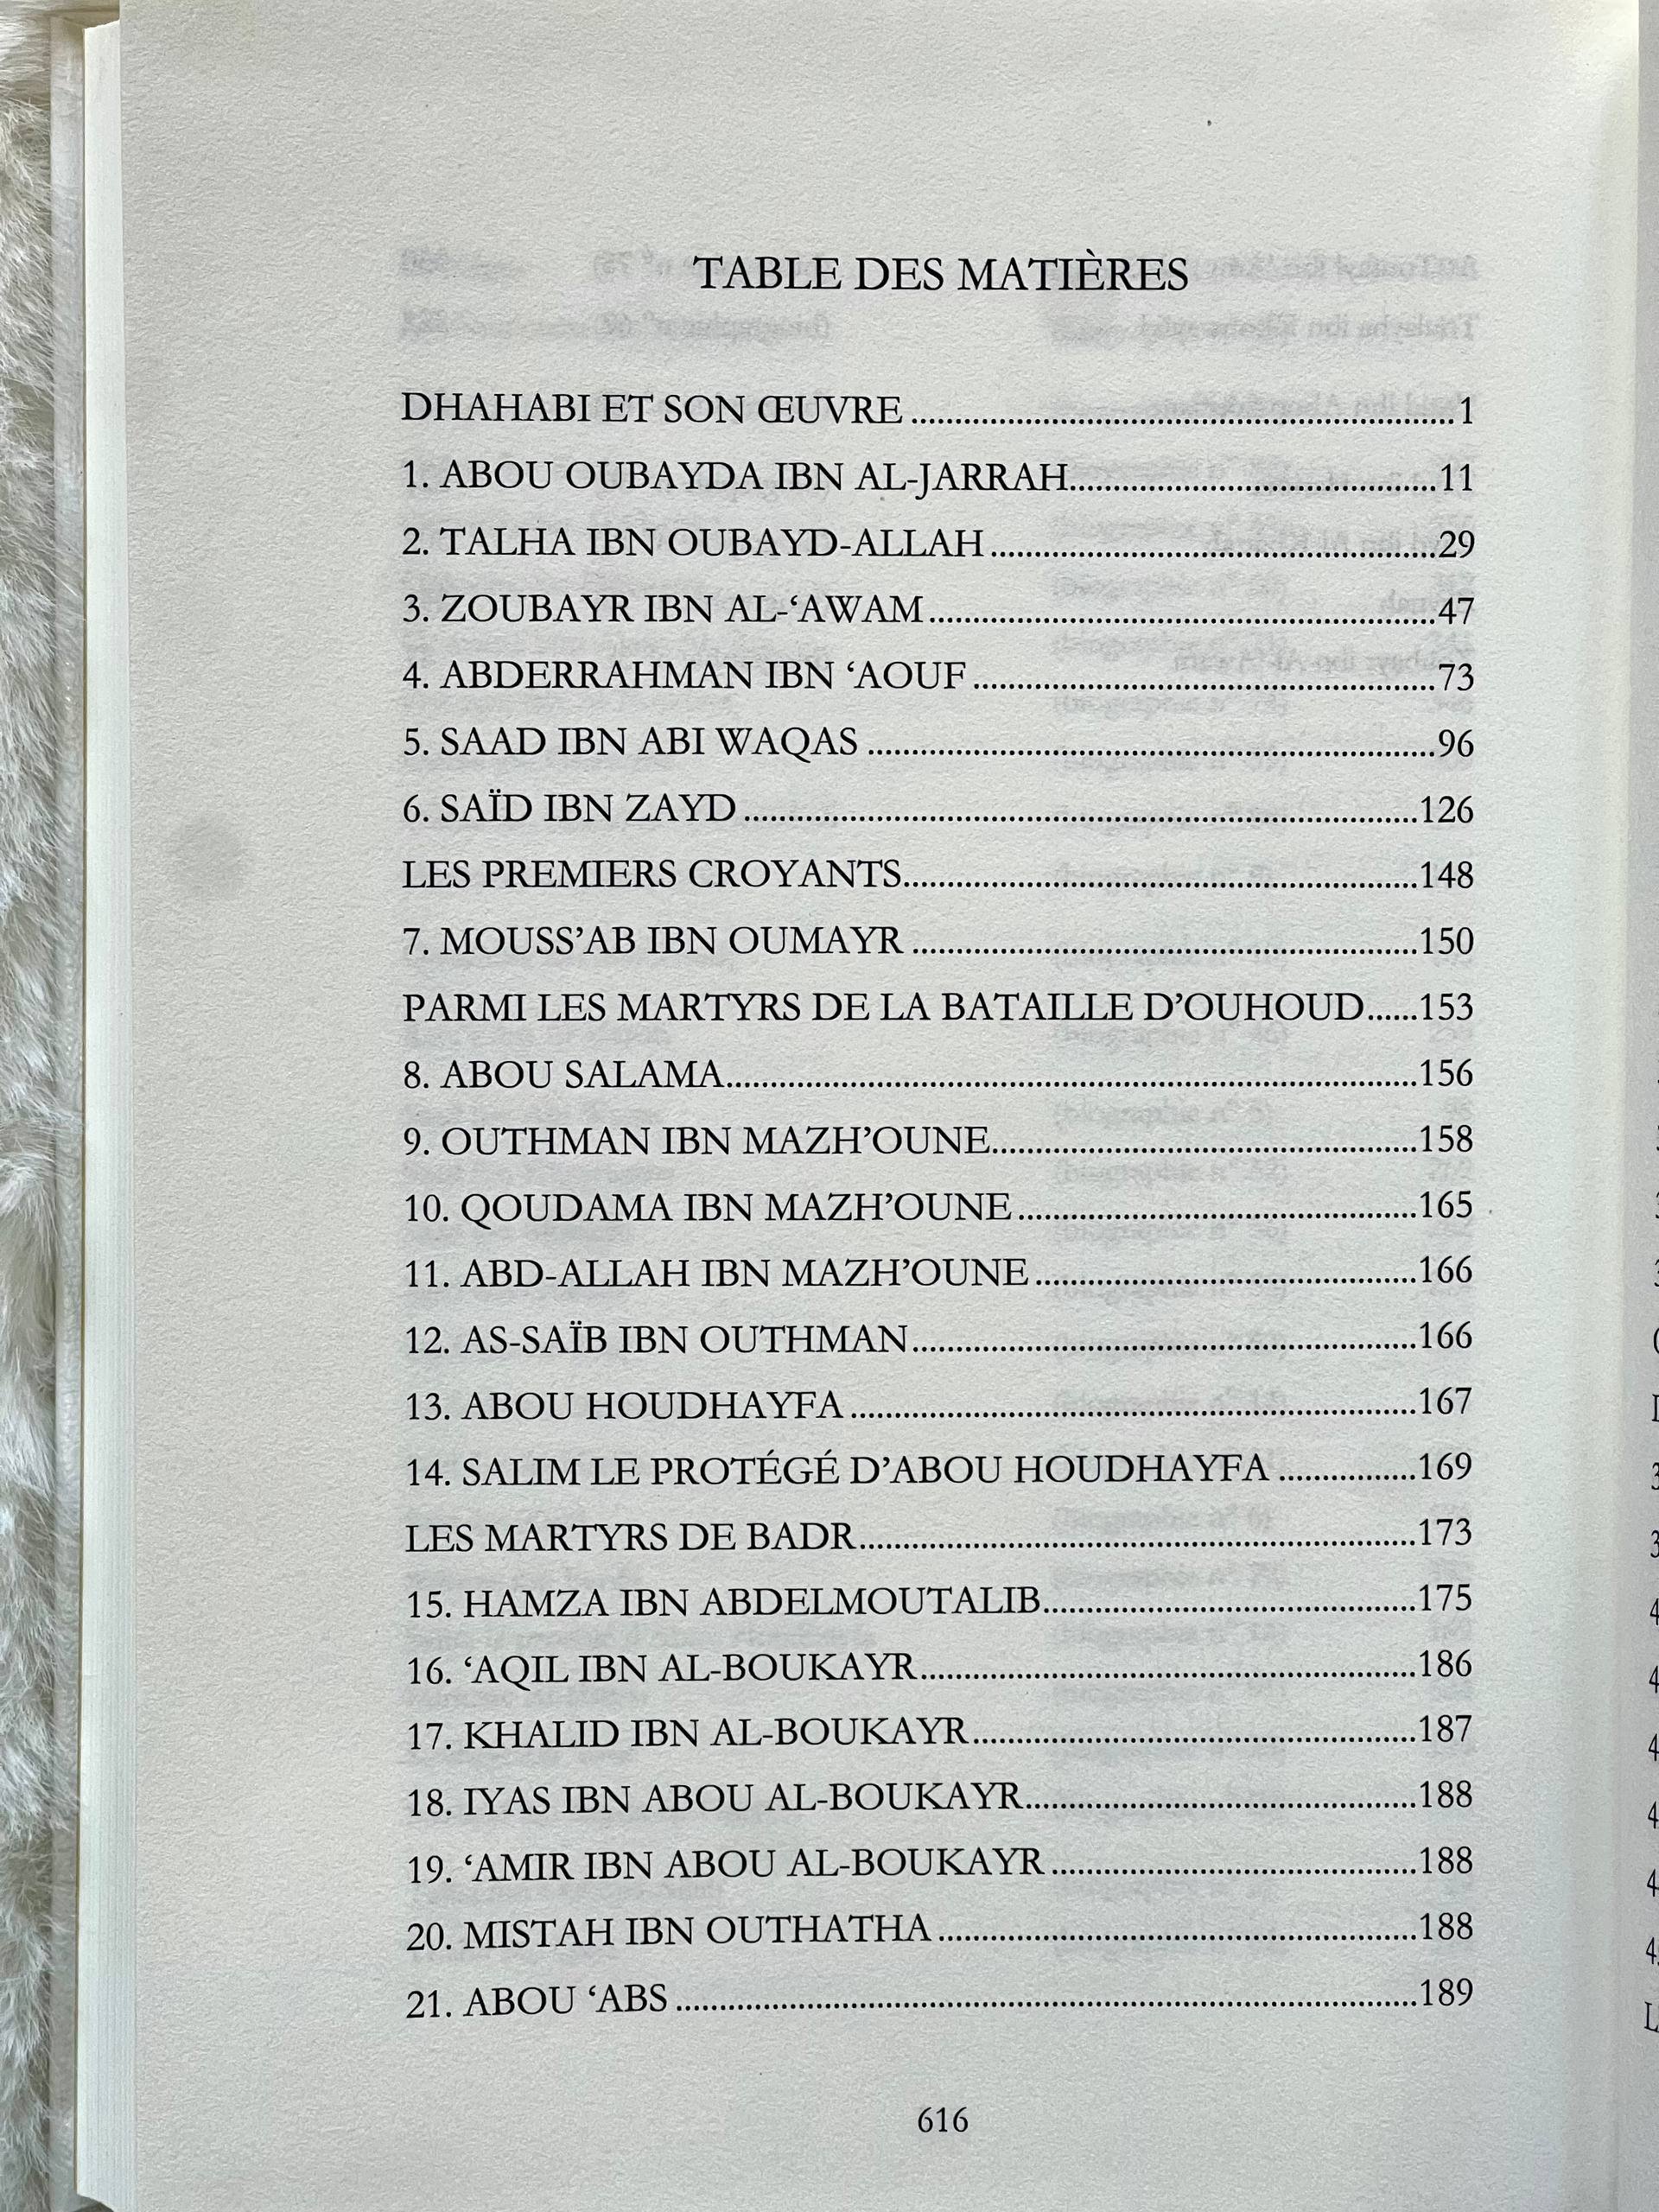 TABLE DES MATIÈRES
DHAHABI ET SON ŒUVRE ..........1
1. ABOU OUBAYDA IBN AL-JARRAH..........11
2. TALHA IBN OUBAYD-ALLAH ..........29
3. ZOUBAYR IBN AL-‘AWAM ..........47
4. ABDERRAHMAN IBN ‘AOUF ..........73
5. SAAD IBN ABI WAQAS ..........96
6. SAÏD IBN ZAYD ..........126
LES PREMIERS CROYANTS..........148
7. MOUSS’AB IBN OUMAYR ..........150
PARMI LES MARTYRS DE LA BATAILLE D’OUHOUD......153
8. ABOU SALAMA..........156
9. OUTHMAN IBN MAZH’OUNE..........158
10. QOUDAMA IBN MAZH’OUNE ..........165
11. ABD-ALLAH IBN MAZH’OUNE ..........166
12. AS-SAÏB IBN OUTHMAN..........166
13. ABOU HOUDHAYFA ..........167
14. SALIM LE PROTÉGÉ D’ABOU HOUDHAYFA ..........169
LES MARTYRS DE BADR..........173
15. HAMZA IBN ABDELMOUTALIB..........175
16. ‘AQIL IBN AL-BOUKAYR..........186
17. KHALID IBN AL-BOUKAYR..........187
18. IYAS IBN ABOU AL-BOUKAYR..........188
19. ‘AMIR IBN ABOU AL-BOUKAYR ..........188
20. MISTAH IBN OUTHATHA ..........188
21. ABOU ‘ABS ..........189
616